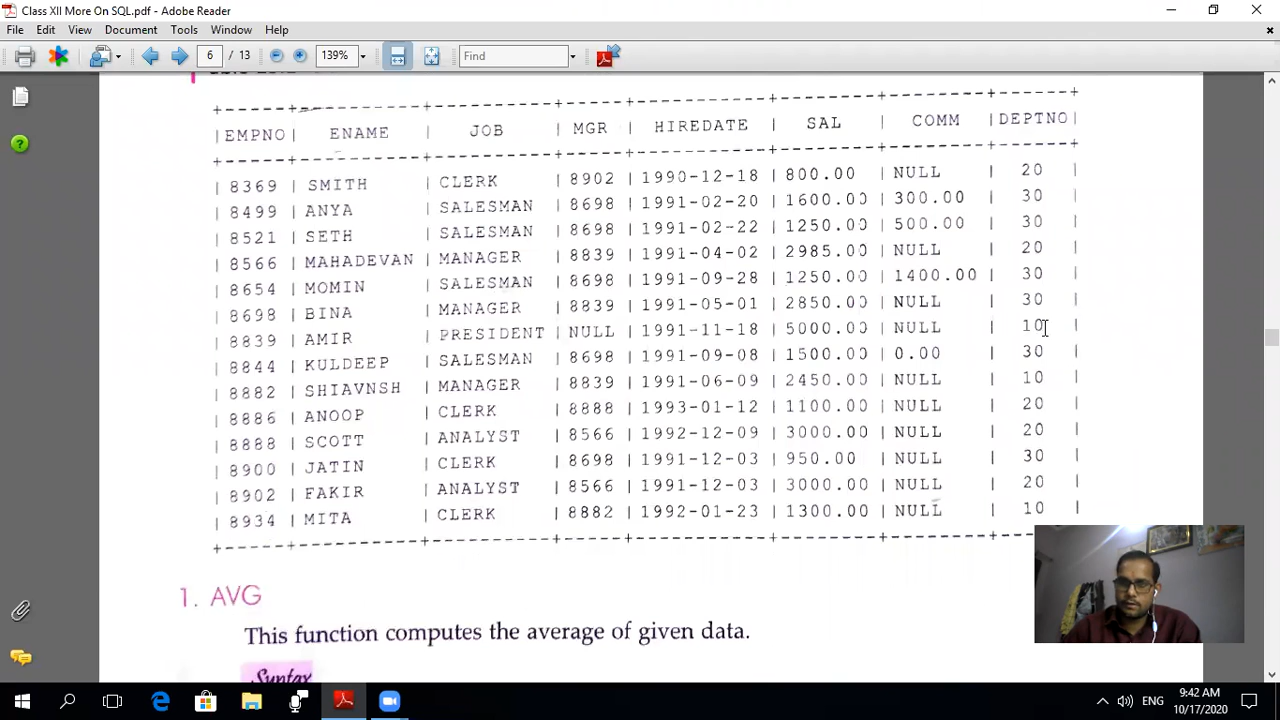 Class XII More On SQL.pdf - Adobe Reader
File Edit View Document Tools Window Help
6 / 13 139% Find
|EMPNO | ENAME | JOB | MGR | HIREDATE | SAL | COMM |DEPTNO|
| 8369 | SMITH | CLERK | 8902 | 1990-12-18 | 800.00 | NULL | 20 |
| 8499 | ANYA | SALESMAN | 8698 | 1991-02-20 | 1600.00 | 300.00 | 30 |
| 8521 | SETH | SALESMAN | 8698 | 1991-02-22 | 1250.00 | 500.00 | 30 |
| 8566 | MAHADEVAN | MANAGER | 8839 | 1991-04-02 | 2985.00 | NULL | 20 |
| 8654 | MOMIN | SALESMAN | 8698 | 1991-09-28 | 1250.00 | 1400.00 | 30 |
| 8698 | BINA | MANAGER | 8839 | 1991-05-01 | 2850.00 | NULL | 30 |
| 8839 | AMIR | PRESIDENT | NULL | 1991-11-18 | 5000.00 | NULL | 10 |
| 8844 | KULDEEP | SALESMAN | 8698 | 1991-09-08 | 1500.00 | 0.00 | 30 |
| 8882 | SHIAVNSH | MANAGER | 8839 | 1991-06-09 | 2450.00 | NULL | 10 |
| 8886 | ANOOP | CLERK | 8888 | 1993-01-12 | 1100.00 | NULL | 20 |
| 8888 | SCOTT | ANALYST | 8566 | 1992-12-09 | 3000.00 | NULL | 20 |
| 8900 | JATIN | CLERK | 8698 | 1991-12-03 | 950.00 | NULL | 30 |
| 8902 | FAKIR | ANALYST | 8566 | 1991-12-03 | 3000.00 | NULL | 20 |
| 8934 | MITA | CLERK | 8882 | 1992-01-23 | 1300.00 | NULL | 10 |
1. AVG
This function computes the average of given data.
Syntax
ENG
9:42 AM
10/17/2020